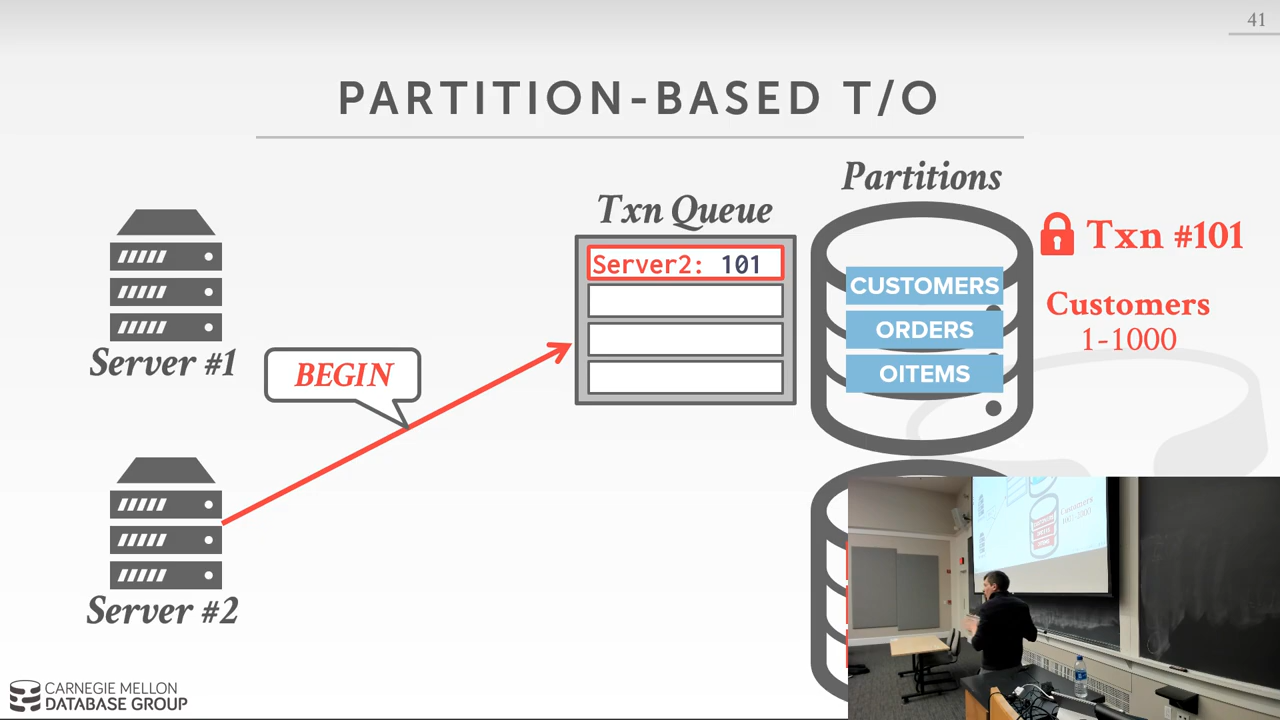 41
PARTITION-BASED T/O
Partitions
Txn Queue
Server2: 101
Txn #101
CUSTOMERS
ORDERS
OITEMS
Customers
1-1000
Server #1
BEGIN
Server #2
CARNEGIE MELLON
DATABASE GROUP
Customers